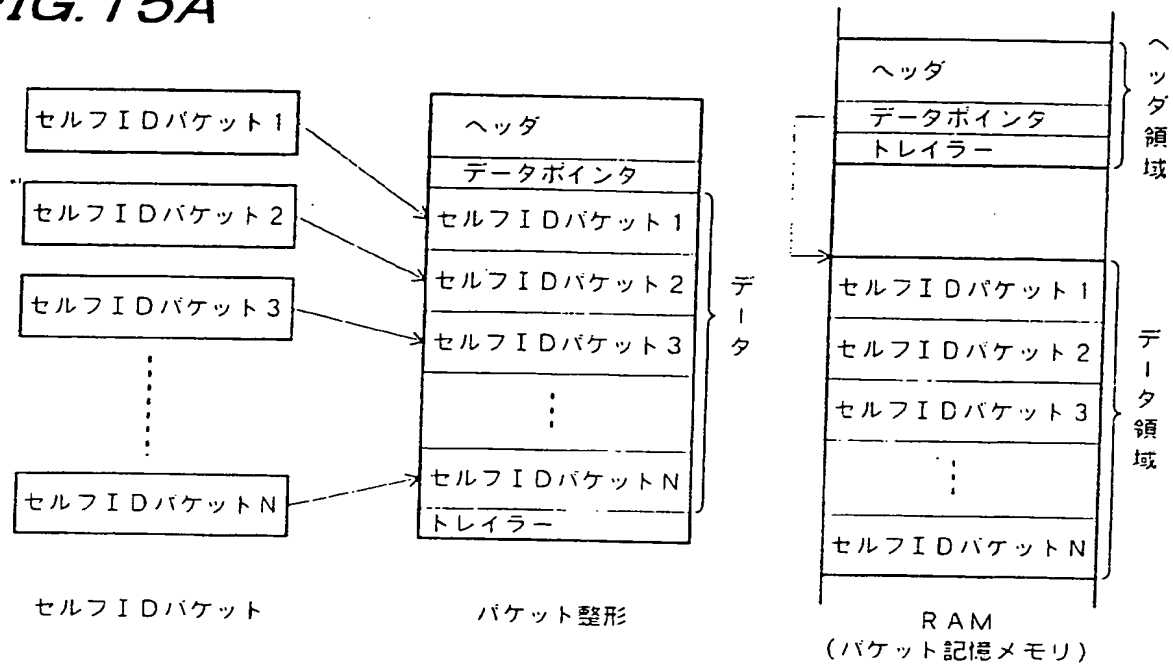 FIG. 15A
セルフIDパケット1
セルフIDパケット2
セルフIDパケット3
セルフIDパケットN
セルフIDパケット
ヘッダ
データポインタ
セルフIDパケット1
セルフIDパケット2
セルフIDパケット3
セルフIDパケットN
トレイラー
データ
パケット整形
ヘッダ
データポインタ
トレイラー
ヘッダ領域
セルフIDパケット1
セルフIDパケット2
セルフIDパケット3
セルフIDパケットN
データ領域
RAM
(パケット記憶メモリ)